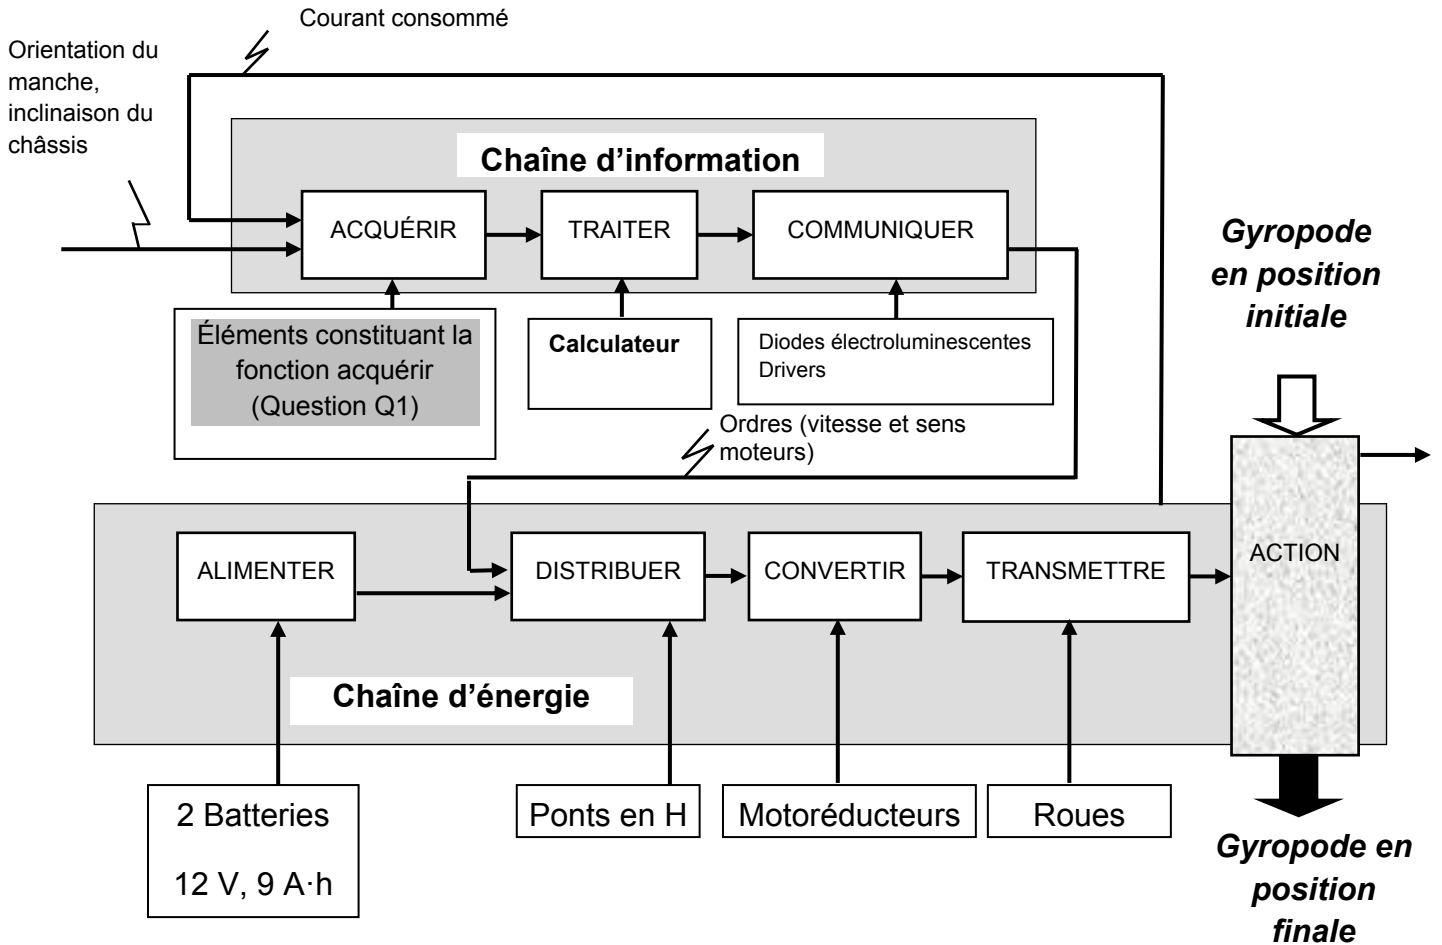 Courant consommé
Orientation du
manche,
inclinaison du
châssis
Chaîne d'information
ACQUÉRIR
TRAITER
COMMUNIQUER
Éléments constituant la
fonction acquérir
(Question Q1)
Calculateur
Diodes électroluminescentes
Drivers
Gyropode
en position
initiale
Ordres (vitesse et sens
moteurs)
ALIMENTER
DISTRIBUER
CONVERTIR
TRANSMETTRE
ACTION
Chaîne d'énergie
2 Batteries
12 V, 9 A·h
Ponts en H
Motoréducteurs
Roues
Gyropode en
position
finale